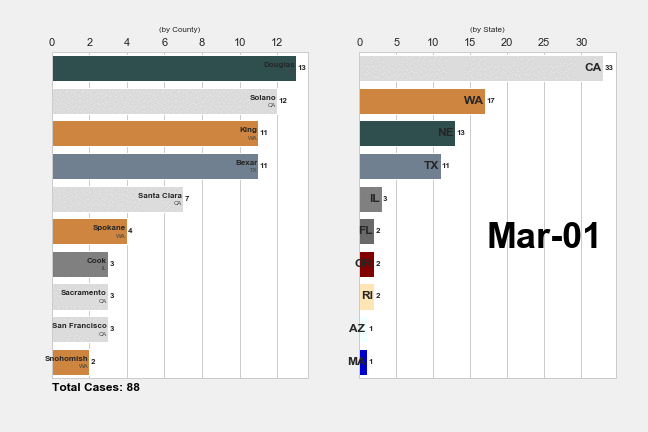 (by County)
0 2 4 6 8 10 12
Douglas 13
Solano 12
CA
King 11
WA
Bexar 11
TX
Santa Clara 7
CA
Spokane 4
WA
Cook 3
IL
Sacramento 3
CA
San Francisco 3
CA
Snohomish 2
WA
Total Cases: 88
(by State)
0 5 10 15 20 25 30
CA 33
WA 17
NE 13
TX 11
IL 3
FL 2
2
RI 2
AZ 1
MA 1
Mar-01